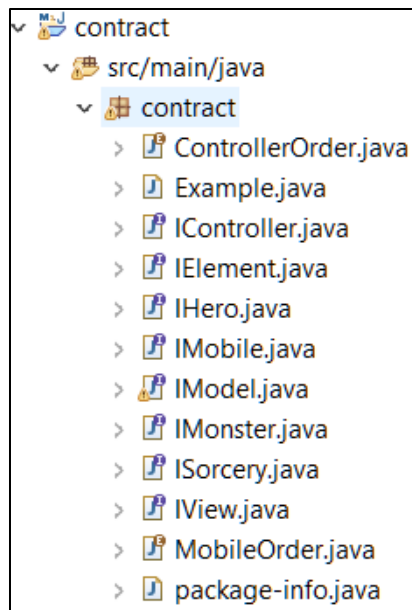 contract
src/main/java
contract
ControllerOrder.java
Example.java
IController.java
IElement.java
IHero.java
IMobile.java
IModel.java
IMonster.java
ISorcery.java
IView.java
MobileOrder.java
package-info.java